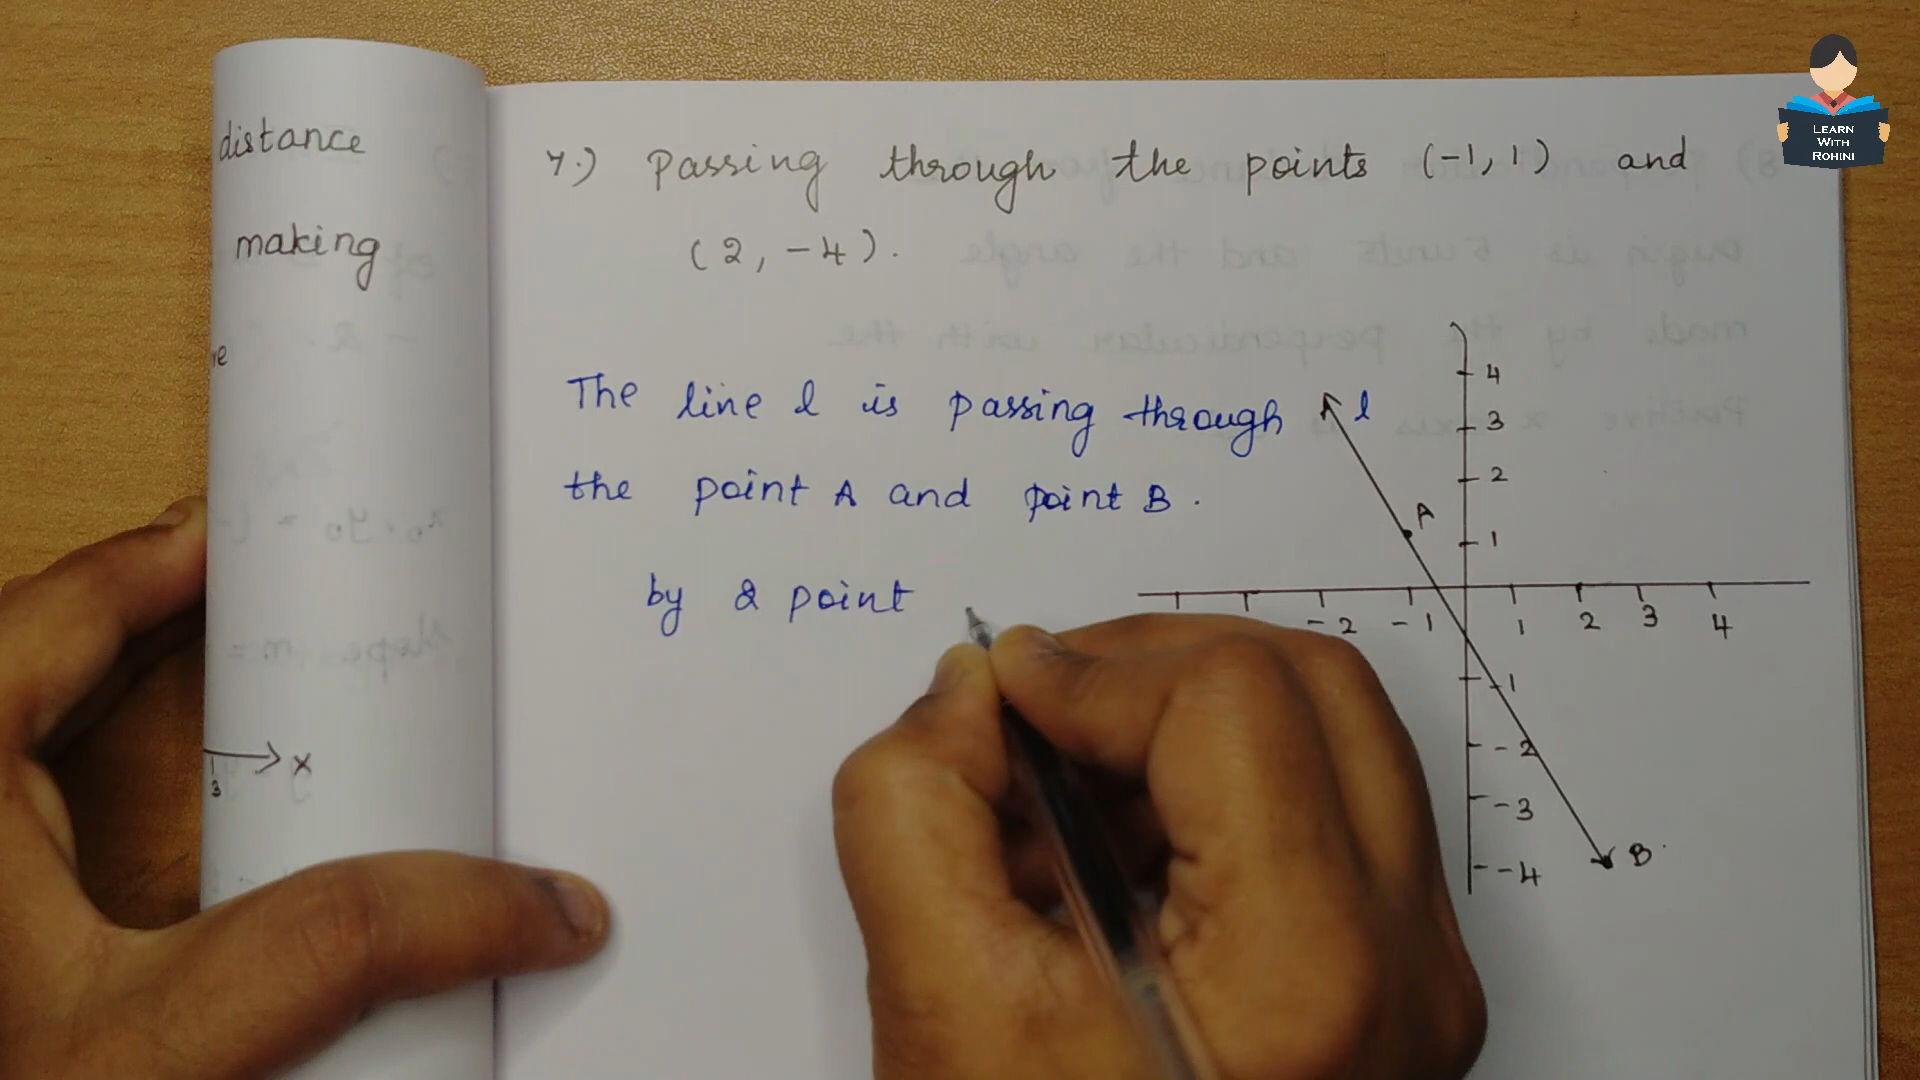 distance
making
7.) Passing through the points (-1, 1) and
(2, -4).
The line l is passing through
the point A and point B.
by 2 point
l
4
3
2
1
A
-2 -1 1 2 3 4
-1
-2
-3
-4
B
x
3
LEARN
WITH
ROHINI